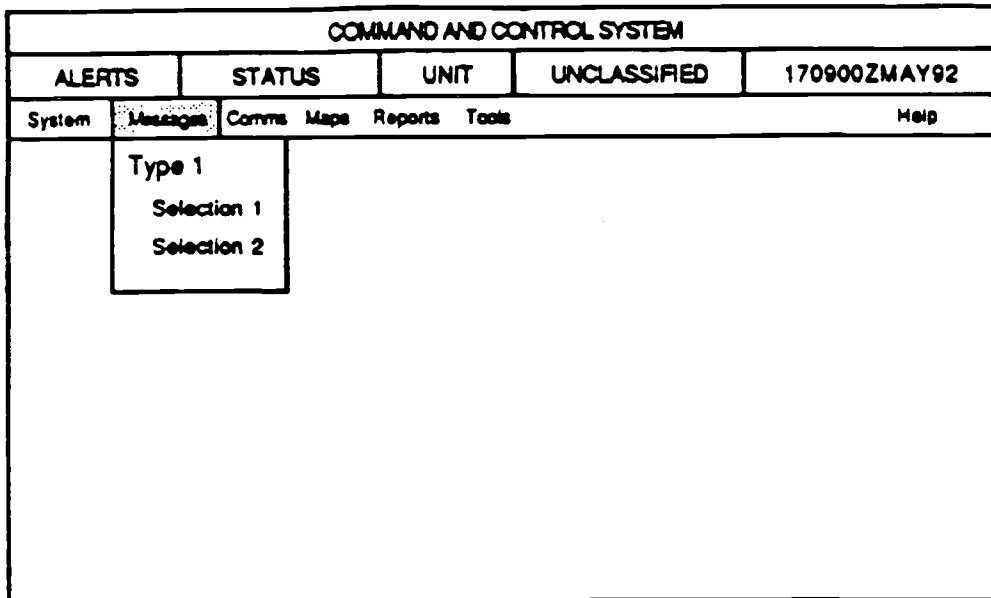 COMMAND AND CONTROL SYSTEM
ALERTS STATUS UNIT UNCLASSIFIED 170900ZMAY92
System Messages Comms Maps Reports Tools Help
Type 1
Selection 1
Selection 2